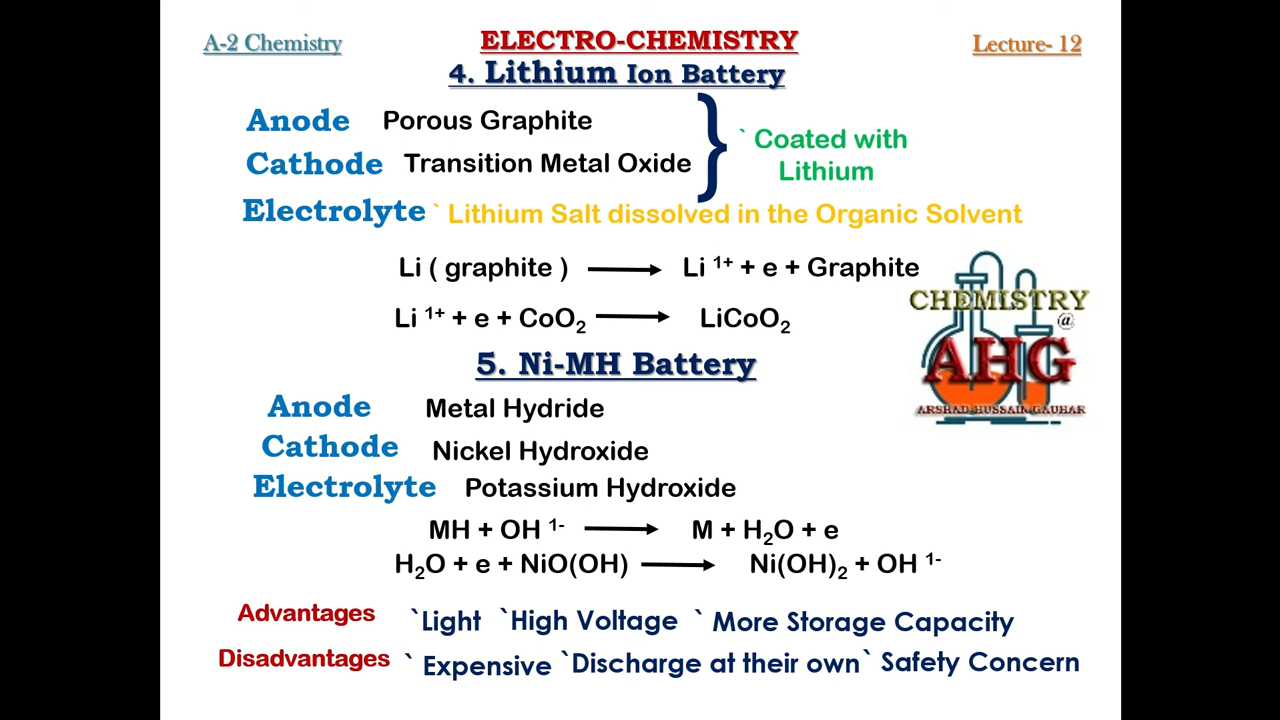 A-2 Chemistry ELECTRO-CHEMISTRY Lecture- 12
4. Lithium Ion Battery
Anode Porous Graphite
Cathode Transition Metal Oxide
` Coated with
Lithium
Electrolyte ` Lithium Salt dissolved in the Organic Solvent
Li ( graphite ) ⟶ Li ¹⁺ + e + Graphite
Li ¹⁺ + e + CoO₂ ⟶ LiCoO₂
CHEMISTRY
@
AHG
ARSHAD HUSSAIN GAUHAR
5. Ni-MH Battery
Anode Metal Hydride
Cathode Nickel Hydroxide
Electrolyte Potassium Hydroxide
MH + OH ¹⁻ ⟶ M + H₂O + e
H₂O + e + NiO(OH) ⟶ Ni(OH)₂ + OH ¹⁻
Advantages `Light `High Voltage ` More Storage Capacity
Disadvantages ` Expensive `Discharge at their own` Safety Concern